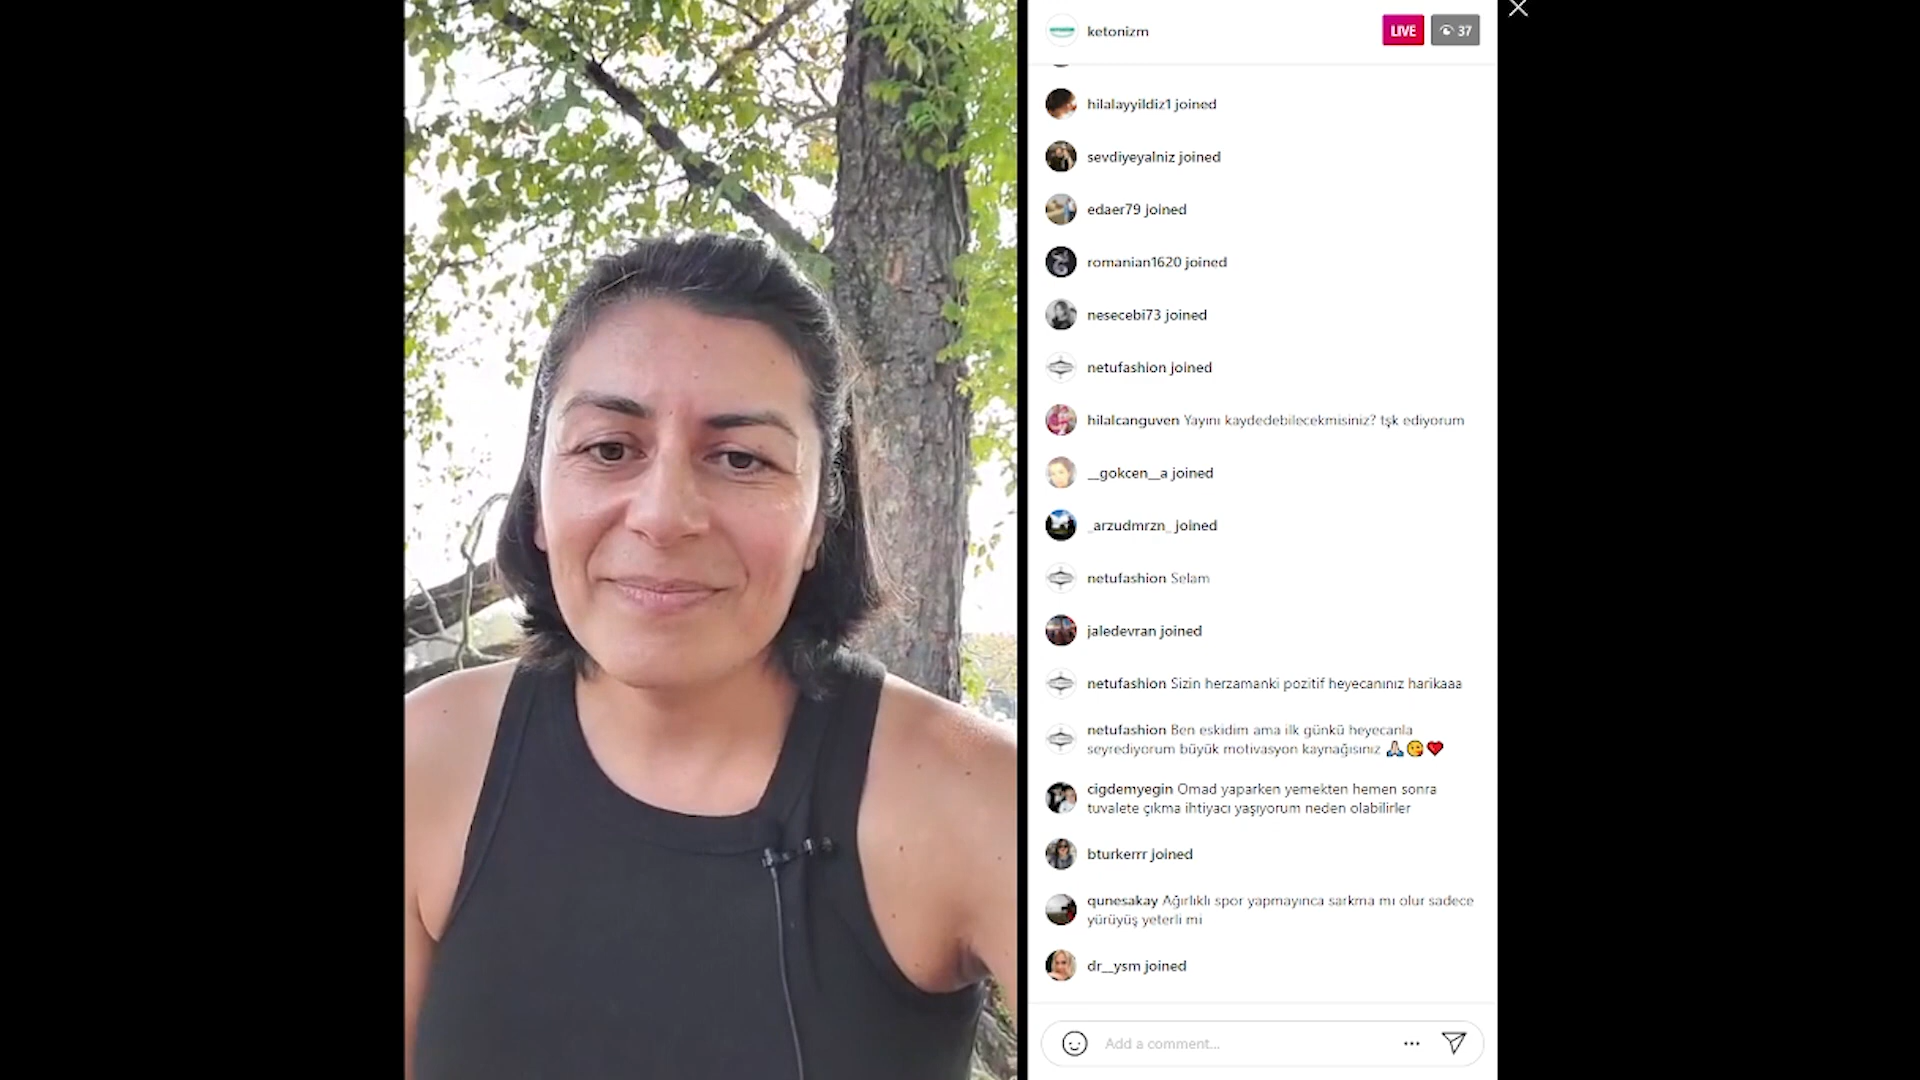 ketonizm
LIVE
37
hilalayyildiz1 joined
sevdiyeyalniz joined
edaer79 joined
romanian1620 joined
nesecebi73 joined
netufashion joined
hilalcanguven Yayını kaydedebilecekmisiniz? tşk ediyorum
__gokcen__a joined
_arzudmrzn_ joined
netufashion Selam
jaledevran joined
netufashion Sizin herzamanki pozitif heyecanınız harikaaa
netufashion Ben eskidim ama ilk günkü heyecanla
seyrediyorum büyük motivasyon kaynağısınız 🙏🏻😘❤️
cigdemyegin Omad yaparken yemekten hemen sonra
tuvalete çıkma ihtiyacı yaşıyorum neden olabilirler
bturkerrr joined
qunesakay Ağırlıklı spor yapmayınca sarkma mı olur sadece
yürüyüş yeterli mi
dr__ysm joined
Add a comment...